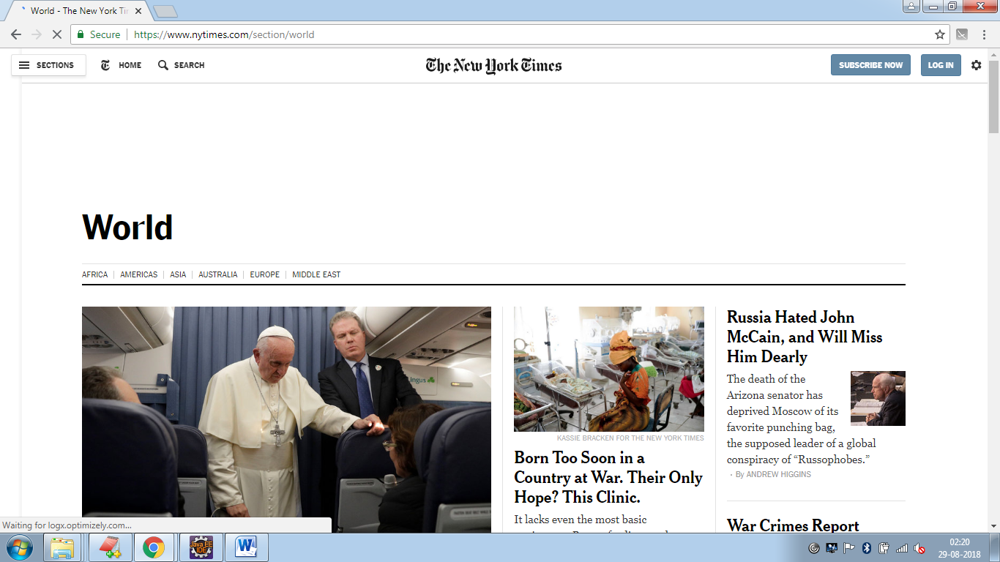 World - The New York Ti
Secure
https://www.nytimes.com/section/world
SECTIONS
HOME
SEARCH
The New York Times
SUBSCRIBE NOW
LOG IN
World
AFRICA
AMERICAS
ASIA
AUSTRALIA
EUROPE
MIDDLE EAST
ingus
KASSIE BRACKEN FOR THE NEW YORK TIMES
Born Too Soon in a
Country at War. Their Only
Hope? This Clinic.
It lacks even the most basic
Russia Hated John
McCain, and Will Miss
Him Dearly
The death of the
Arizona senator has
deprived Moscow of its
favorite punching bag,
the supposed leader of a global
conspiracy of “Russophobes.”
• By ANDREW HIGGINS
War Crimes Report
Waiting for logx.optimizely.com...
Java EE
IDE
02:20
29-08-2018